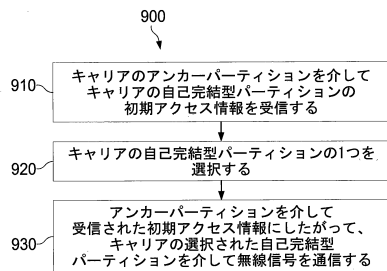 900
910
キャリアのアンカーパーティションを介して
キャリアの自己完結型パーティションの
初期アクセス情報を受信する
920
キャリアの自己完結型パーティションの1つを
選択する
930
アンカーパーティションを介して
受信された初期アクセス情報にしたがって、
キャリアの選択された自己完結型
パーティションを介して無線信号を通信する